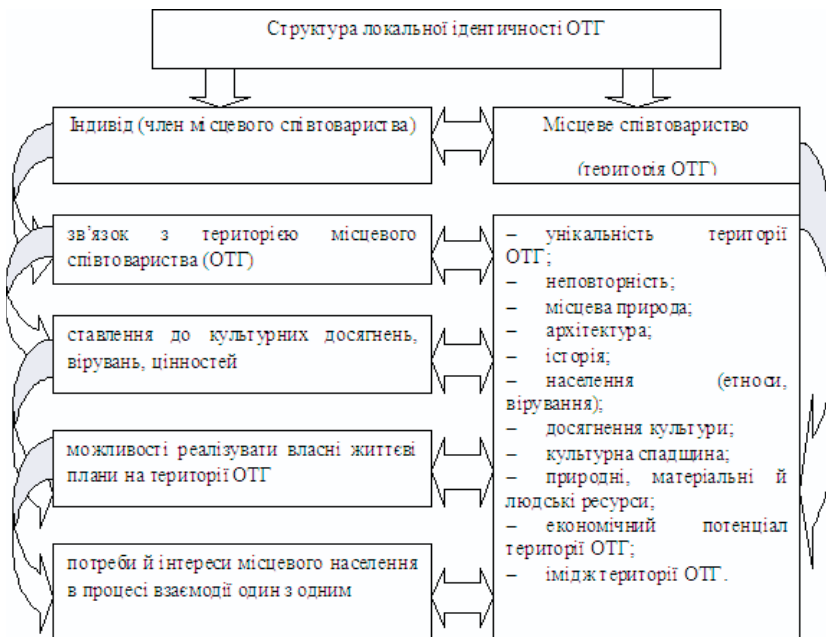 Структура локальної ідентичності ОТГ
Індивід (член місцевого співтовариства)
Місцеве співтовариство
(територія ОТГ)
зв'язок з територією місцевого
співтовариства (ОТГ)
ставлення до культурних досягнень,
вірувань, цінностей
можливості реалізувати власні життєві
плани на території ОТГ
потреби й інтереси місцевого населення
в процесі взаємодії один з одним
– унікальність території
ОТГ;
– неповторність;
– місцева природа;
– архітектура;
– історія;
– населення (етноси,
вірування);
– досягнення культури;
– культурна спадщина;
– природні, матеріальні й
людські ресурси;
– економічний потенціал
території ОТГ;
– імідж території ОТГ.